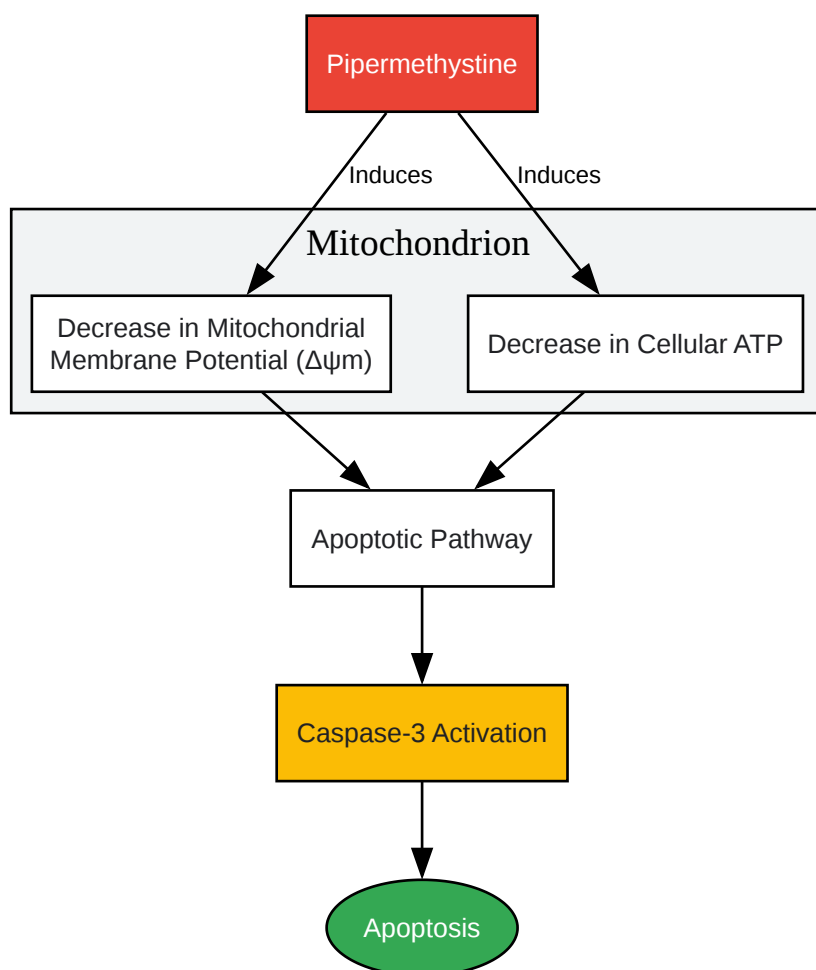 Pipermethystine
Induces
Induces
Mitochondrion
Decrease in Mitochondrial
Membrane Potential (Δψm)
Decrease in Cellular ATP
Apoptotic Pathway
Caspase-3 Activation
Apoptosis